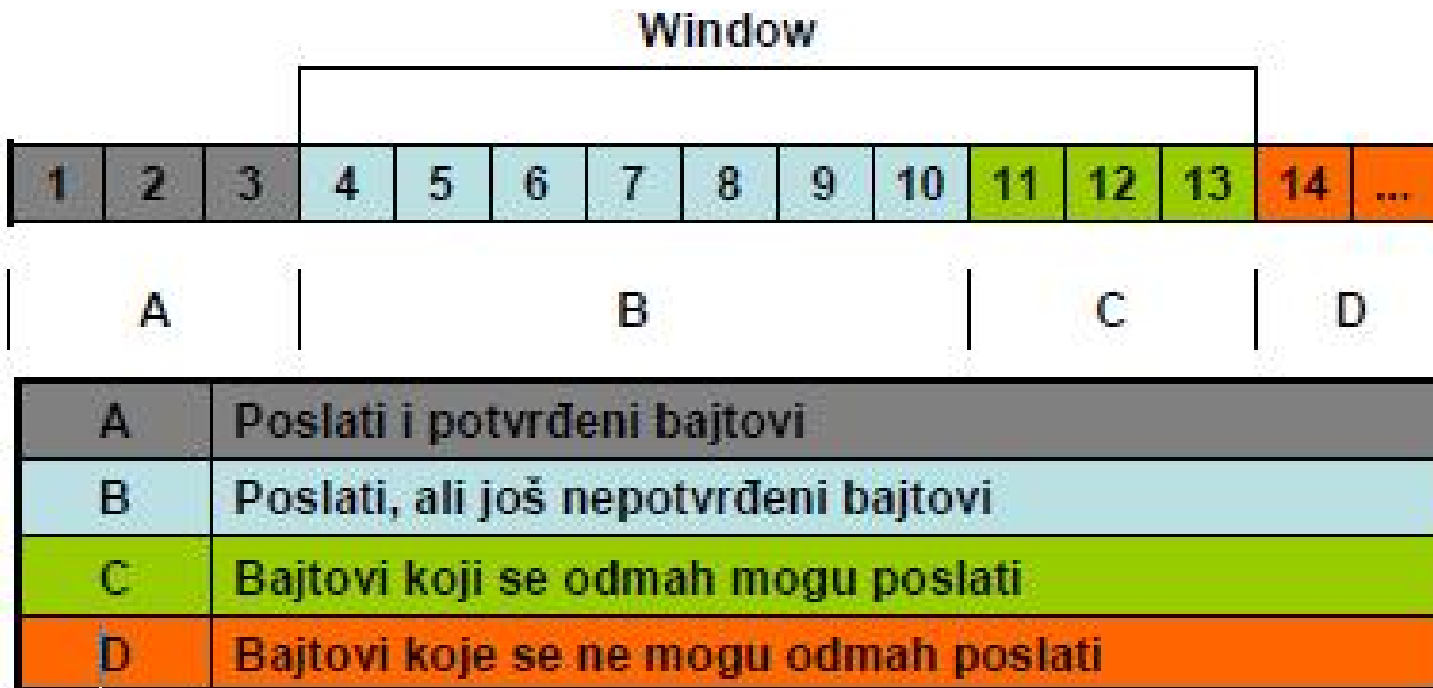 Window
1 2 3 4 5 6 7 8 9 10 11 12 13 14 ...
A B C D
A Poslati i potvrđeni bajtovi
B Poslati, ali još nepotvrđeni bajtovi
C Bajtovi koji se odmah mogu poslati
D Bajtovi koje se ne mogu odmah poslati